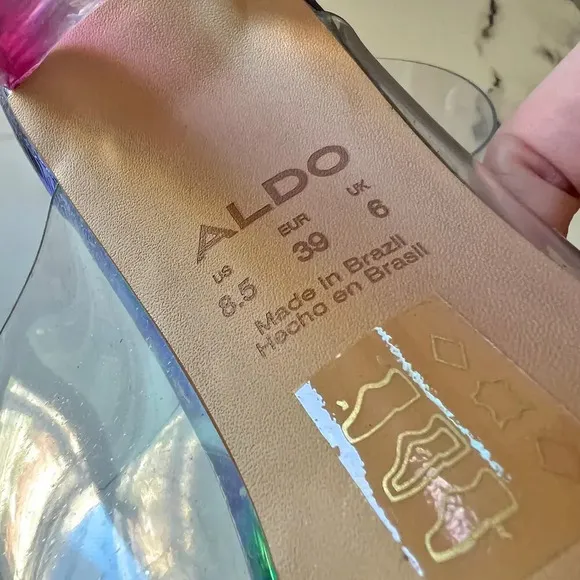 ALDO
US EUR UK
8.5 39 6
Made in Brazil
Hecho en Brasil